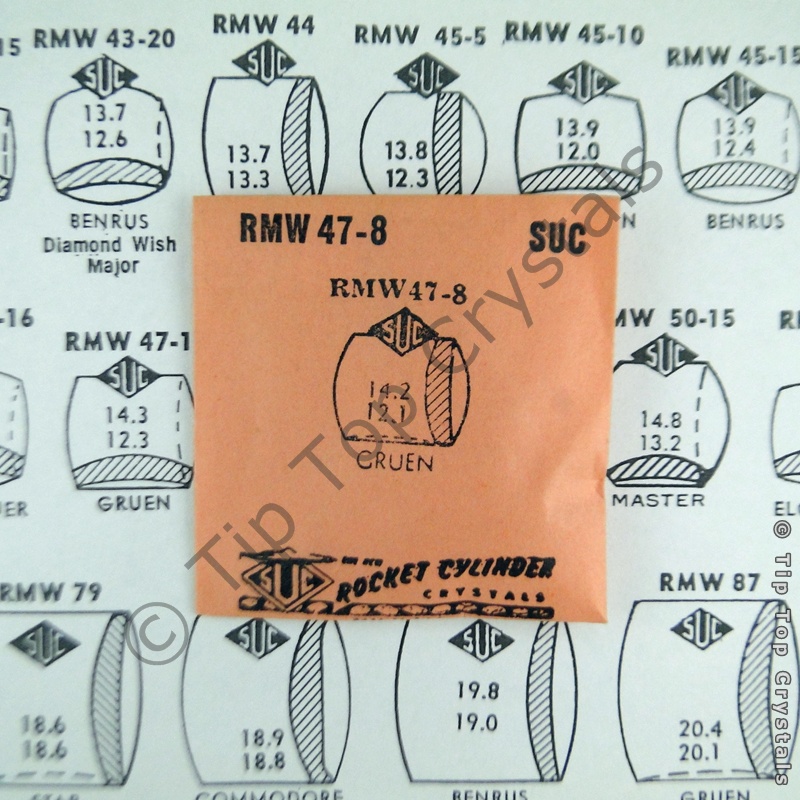 15 RMW 43-20 RMW 44 RMW 45-5 RMW 45-10 RMW 45-15
SUC SUC SUC SUC SUC
13.7 13.7 13.8 13.9 13.9
12.6 13.3 12.3 12.0 12.4
BENRUS BENRUS
Diamond Wish
Major
RMW 47-8 SUC
RMW47-8
SUC
14.2
12.1
GRUEN
SUC OUR NEW ROCKET CYLINDER
CRYSTALS
-16 RMW 47-1 MW 50-15
SUC SUC
14.3 14.8
12.3 13.2
GRUEN MASTER
RMW 79 RMW 87
SUC SUC SUC SUC
18.6 18.9 19.8 20.4
18.6 18.8 19.0 20.1
STAR COMMODORE BENRUS GRUEN
© Tip Top Crystals
© Tip Top Crystals